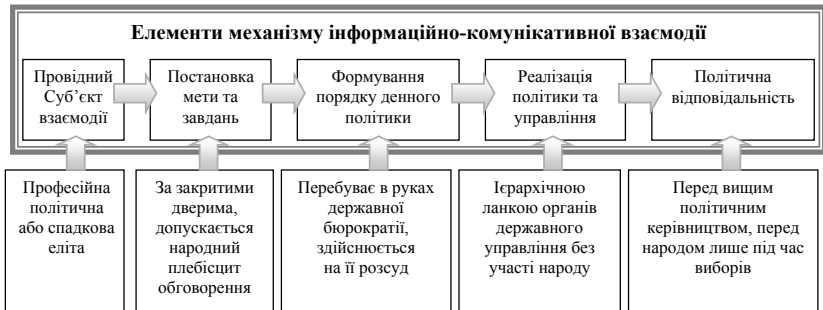 Елементи механізму інформаційно-комунікативної взаємодії
Провідний
Суб’єкт
взаємодії
Постановка
мети та
завдань
Формування
порядку денного
політики
Реалізація
політики та
управління
Політична
відповідальність
Професійна
політична
або спадкова
еліта
За закритими
дверима,
допускається
народний
плебісцит
обговорення
Перебуває в руках
державної
бюрократії,
здійснюється
на її розсуд
Ієрархічною
ланкою органів
державного
управління без
участі народу
Перед вищим
політичним
керівництвом, перед
народом лише під час
виборів